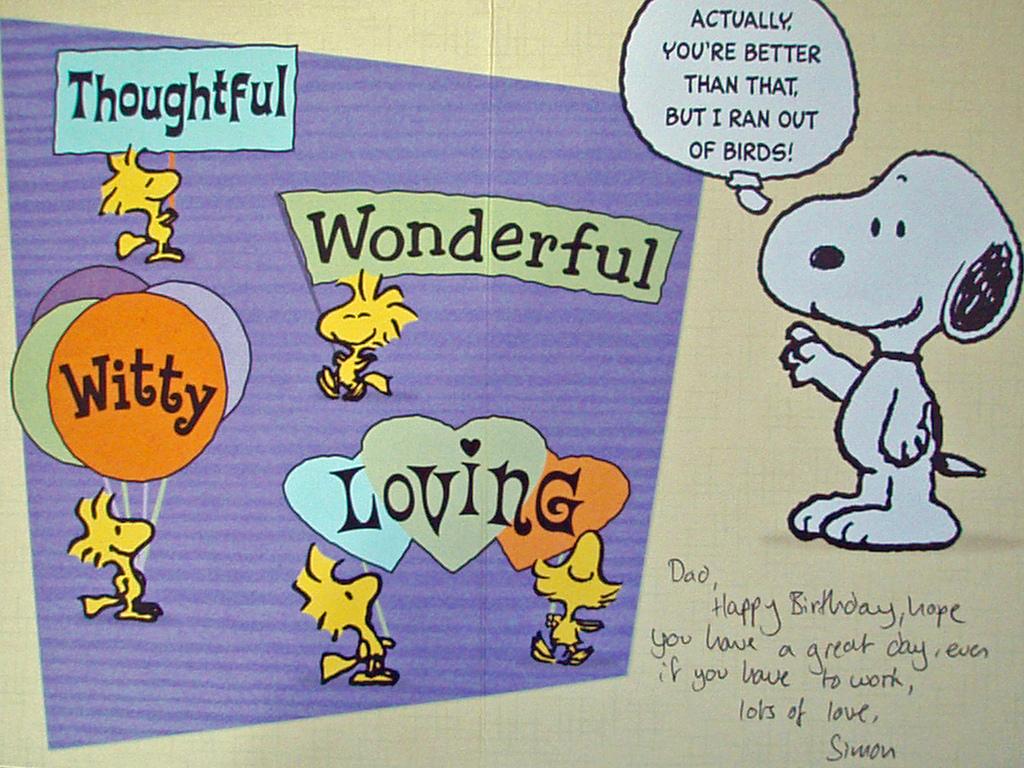 Thoughtful
Wonderful
Witty
Loving
ACTUALLY,
YOU'RE BETTER
THAN THAT,
BUT I RAN OUT
OF BIRDS!
Dad,
Happy Birthday, hope
you have a great day, even
if you have to work,
lots of love,
Simon